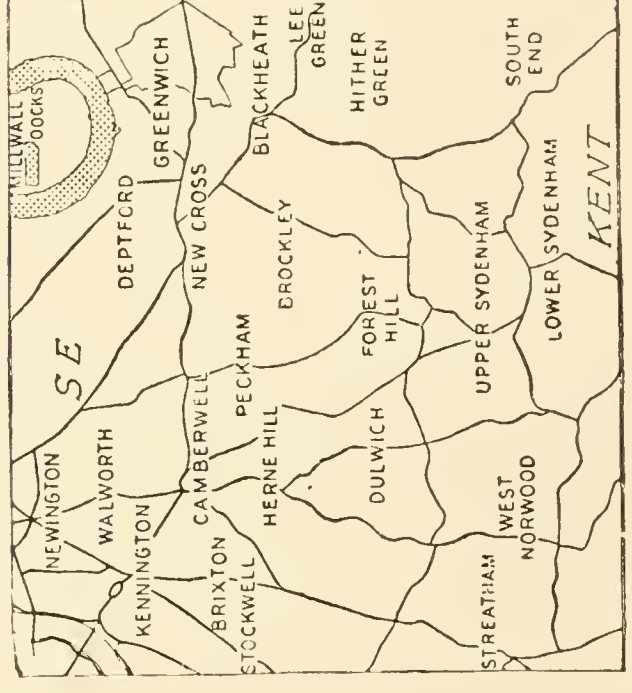 MILLWALL
DOCKS
NEWINGTON
SE
WALWORTH
DEPTFORD
KENNINGTON
GREENWICH
CAMBERWELL
NEW CROSS
BRIXTON
STOCKWELL
PECKHAM
BLACKHEATH
HERNE HILL
BROCKLEY
LEE
GREEN
HITHER
GREEN
FOREST
HILL
DULWICH
UPPER SYDENHAM
STREATHAM
WEST
NORWOOD
SOUTH
END
LOWER SYDENHAM
KENT